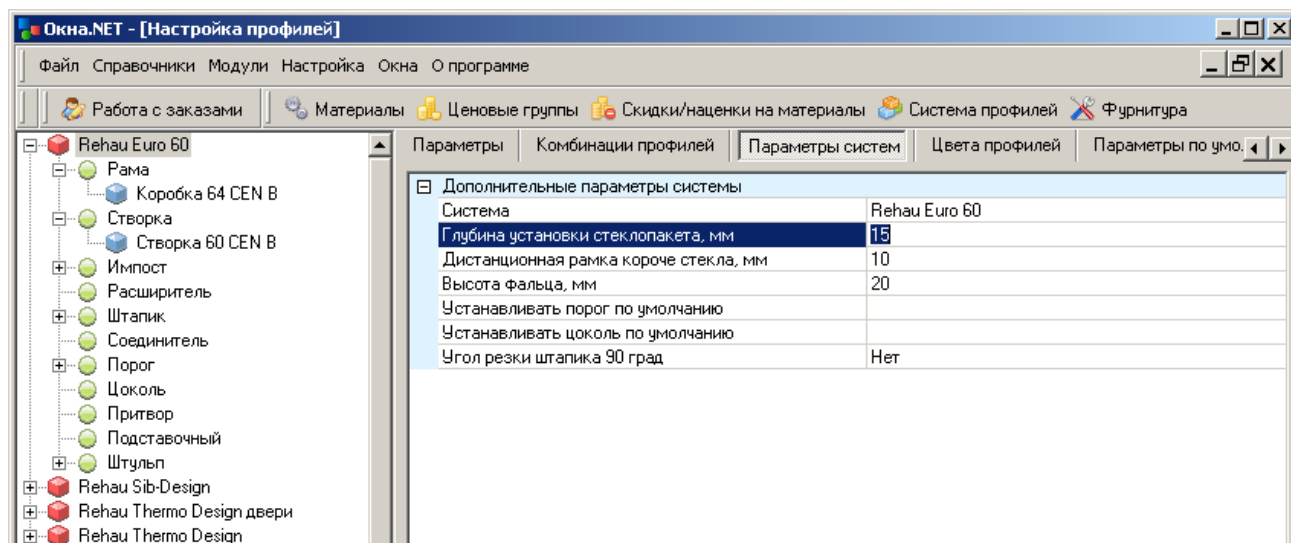 Окна.NET - [Настройка профилей]
Файл Справочники Модули Настройка Окна О программе
Работа с заказами Материалы Ценовые группы Скидки/наценки на материалы Система профилей Фурнитура
Rehau Euro 60
Рама
Коробка 64 CEN B
Створка
Створка 60 CEN B
Импост
Расширитель
Штапик
Соединитель
Порог
Цоколь
Притвор
Подставочный
Штульп
Rehau Sib-Design
Rehau Thermo Design двери
Rehau Thermo Design
Параметры Комбинации профилей Параметры систем Цвета профилей Параметры по умо.
Дополнительные параметры системы
Система Rehau Euro 60
Глубина установки стеклопакета, мм 15
Дистанционная рамка короче стекла, мм 10
Высота фальца, мм 20
Устанавливать порог по умолчанию
Устанавливать цоколь по умолчанию
Угол резки штапика 90 град Нет